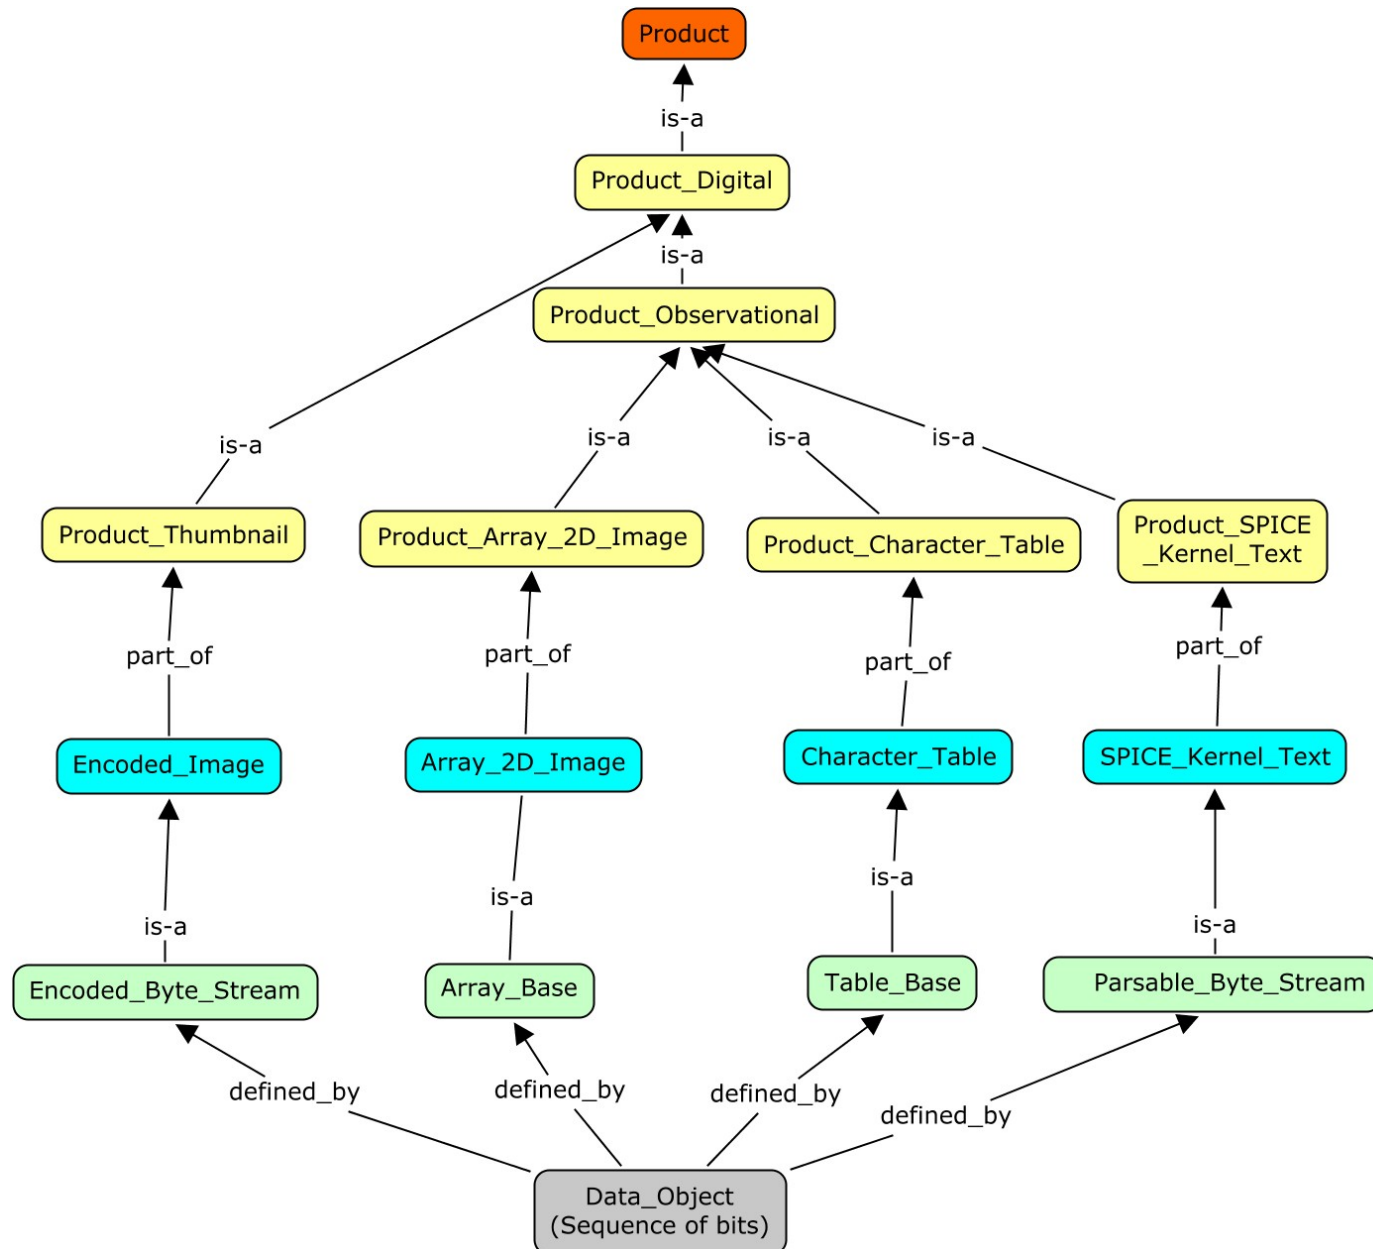 Product
is-a
Product_Digital
is-a
Product_Observational
is-a
is-a
is-a
is-a
Product_Thumbnail
Product_Array_2D_Image
Product_Character_Table
Product_SPICE
_Kernel_Text
part_of
part_of
part_of
part_of
Encoded_Image
Array_2D_Image
Character_Table
SPICE_Kernel_Text
is-a
is-a
is-a
is-a
Encoded_Byte_Stream
Array_Base
Table_Base
Parsable_Byte_Stream
defined_by
defined_by
defined_by
defined_by
Data_Object
(Sequence of bits)